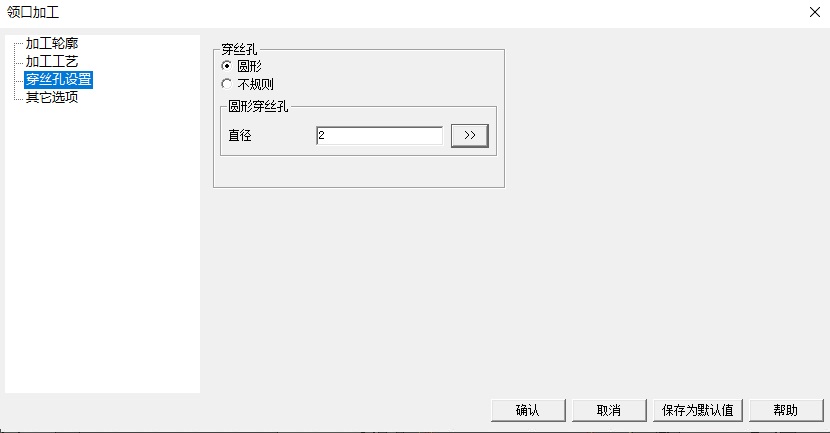 领口加工
加工轮廓
加工工艺
穿丝孔设置
其它选项
穿丝孔
圆形
不规则
圆形穿丝孔
直径
2
>>
确认
取消
保存为默认值
帮助